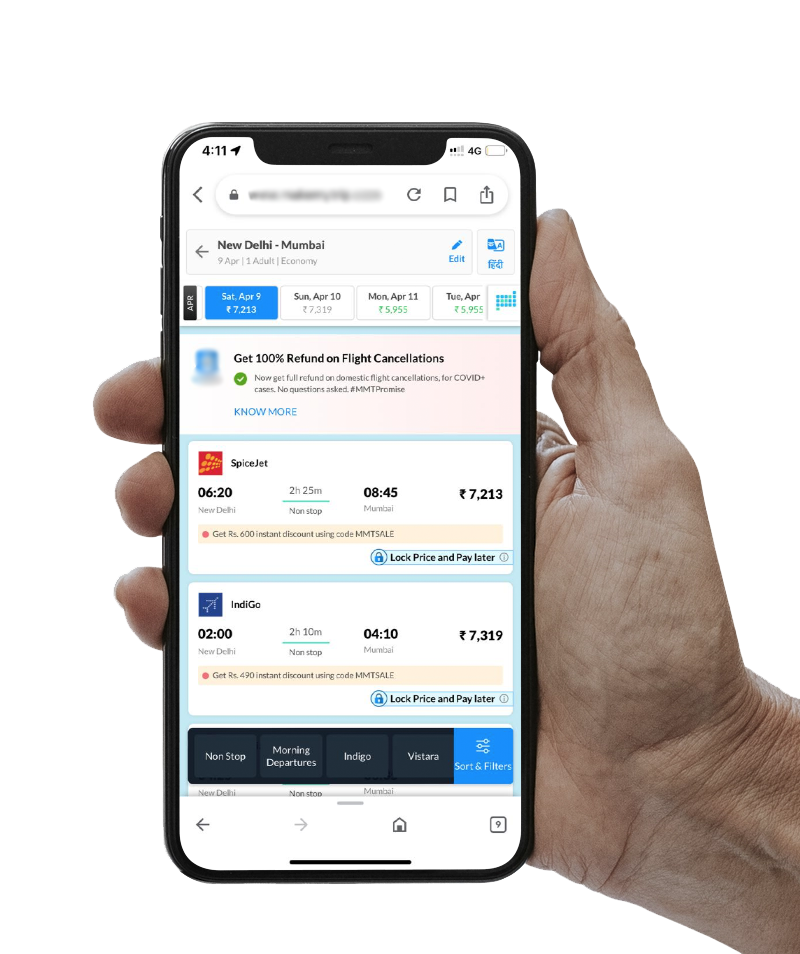 4:11
4G
New Delhi - Mumbai
9 Apr | 1 Adult | Economy
Edit
हिंदी
APR
Sat, Apr 9
₹ 7,213
Sun, Apr 10
₹ 7,319
Mon, Apr 11
₹ 5,955
Tue, Apr
₹ 5,955
Get 100% Refund on Flight Cancellations
Now get full refund on domestic flight cancellations, for COVID+
cases. No questions asked. #MMTPromise
KNOW MORE
SpiceJet
06:20 2h 25m 08:45 ₹ 7,213
New Delhi Non stop Mumbai
Get Rs. 600 instant discount using code MMTSALE
Lock Price and Pay later
IndiGo
02:00 2h 10m 04:10 ₹ 7,319
New Delhi Non stop Mumbai
Get Rs. 490 instant discount using code MMTSALE
Lock Price and Pay later
Non Stop
Morning
Departures
Indigo
Vistara
Sort & Filters
New Delhi Non stop Mumbai
9